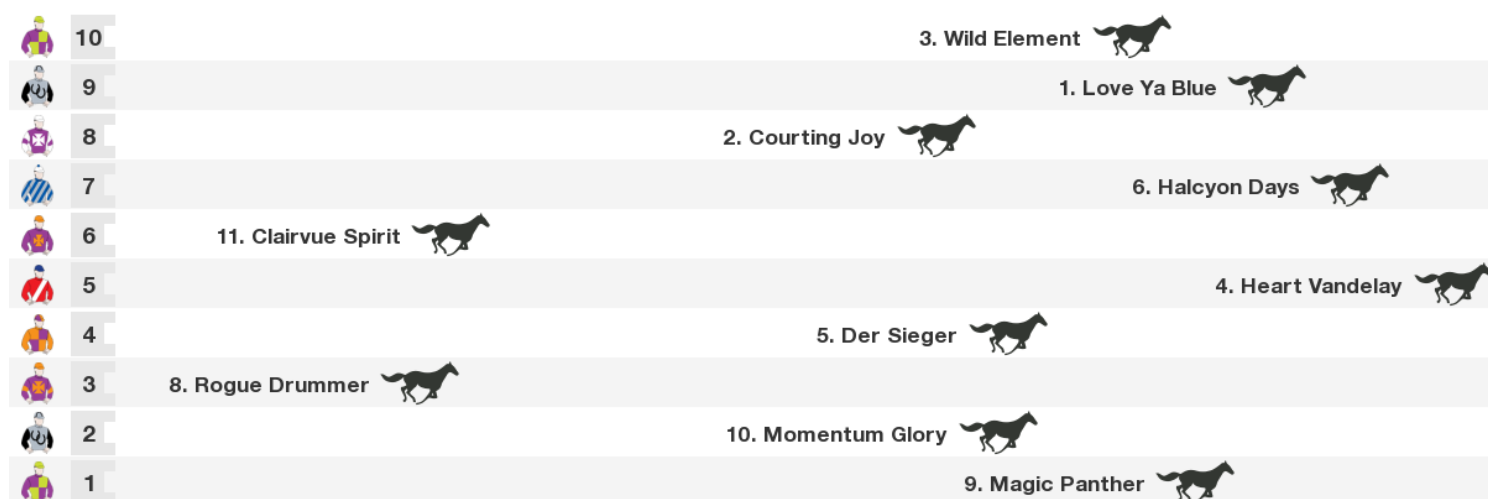 10 3. Wild Element
9 1. Love Ya Blue
8 2. Courting Joy
7 6. Halcyon Days
6 11. Clairvue Spirit
5 4. Heart Vandelay
4 5. Der Sieger
3 8. Rogue Drummer
2 10. Momentum Glory
1 9. Magic Panther